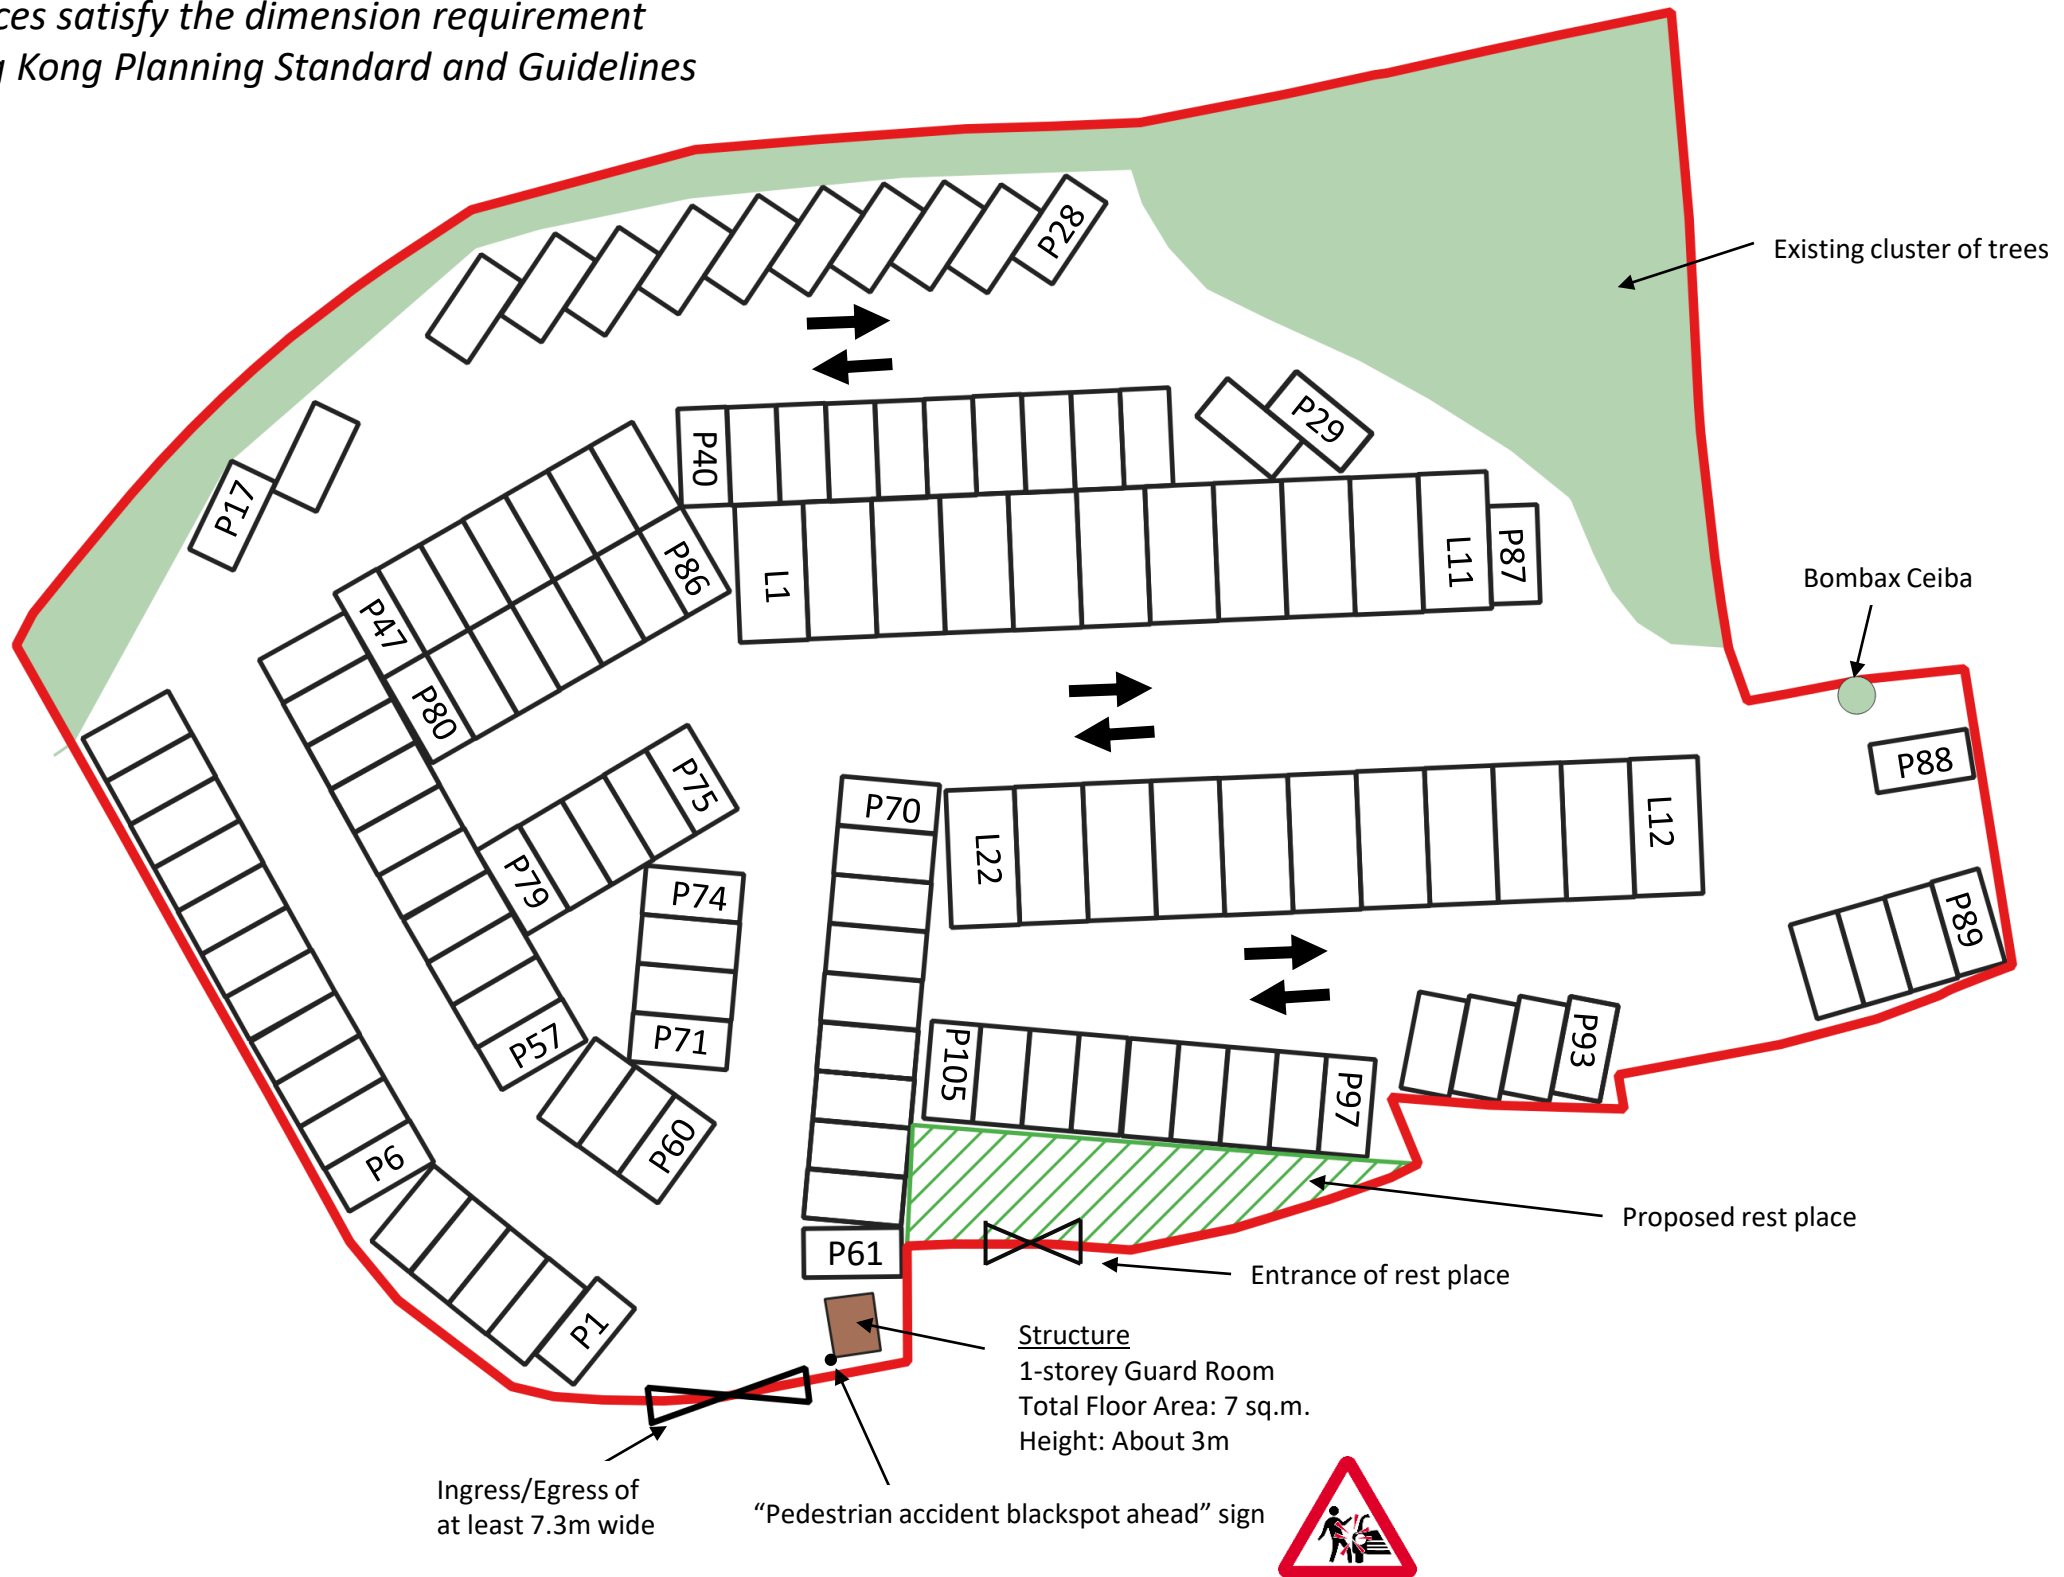 ces satisfy the dimension requirement
Kong Planning Standard and Guidelines
P28
Existing cluster of trees
P29
P40
P17
P86
L1
L11
P87
Bombax Ceiba
P47
P80
P88
P75
P70
L22
L12
P79
P74
P89
P71
P57
P105
P97
P93
P60
P6
Proposed rest place
P61
Entrance of rest place
P1
Structure
1-storey Guard Room
Total Floor Area: 7 sq.m.
Height: About 3m
Ingress/Egress of
at least 7.3m wide
“Pedestrian accident blackspot ahead” sign